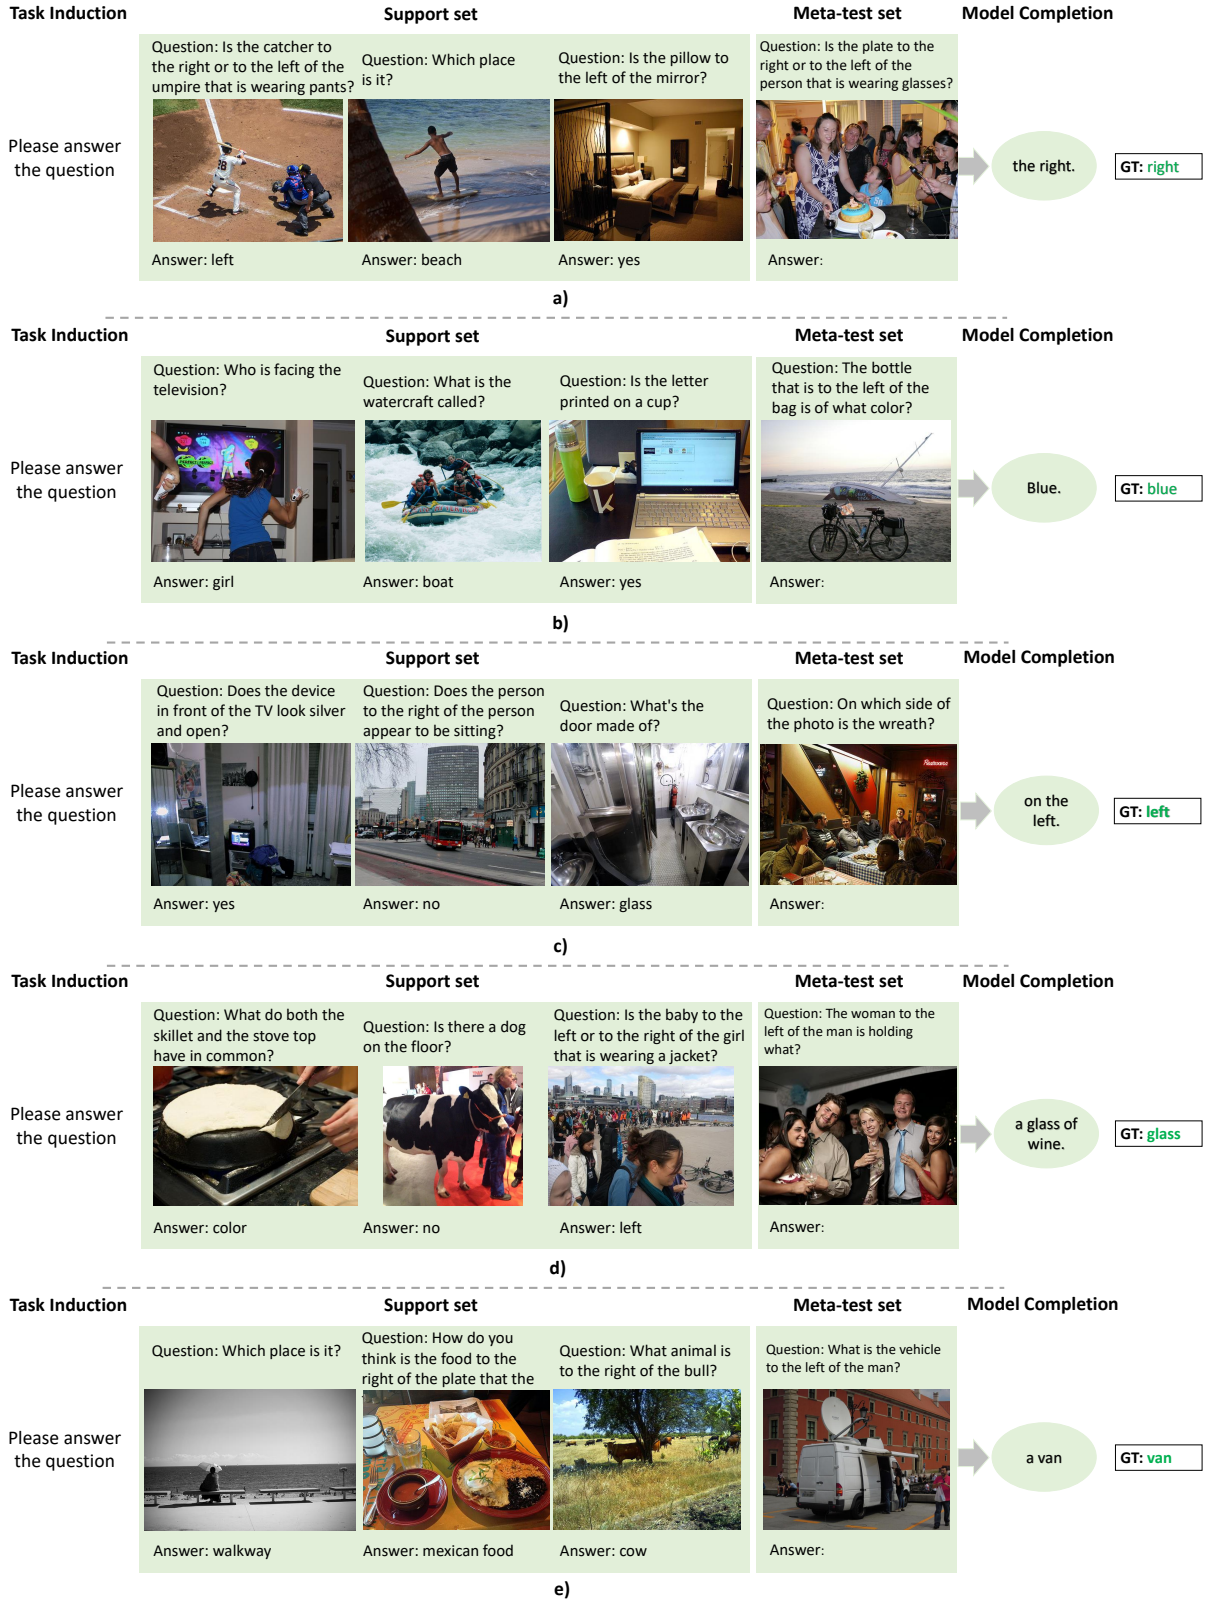 Task Induction
Support set
Meta-test set
Model Completion
Please answer
the question
Question: Is the catcher to
the right or to the left of the
umpire that is wearing pants?
Answer: left
Question: Which place
is it?
Answer: beach
Question: Is the pillow to
the left of the mirror?
Answer: yes
Question: Is the plate to the
right or to the left of the
person that is wearing glasses?
Answer:
the right.
GT: right
a)
Task Induction
Support set
Meta-test set
Model Completion
Please answer
the question
Question: Who is facing the
television?
Answer: girl
Question: What is the
watercraft called?
Answer: boat
Question: Is the letter
printed on a cup?
Answer: yes
Question: The bottle
that is to the left of the
bag is of what color?
Answer:
Blue.
GT: blue
b)
Task Induction
Support set
Meta-test set
Model Completion
Please answer
the question
Question: Does the device
in front of the TV look silver
and open?
Answer: yes
Question: Does the person
to the right of the person
appear to be sitting?
Answer: no
Question: What's the
door made of?
Answer: glass
Question: On which side of
the photo is the wreath?
Answer:
on the
left.
GT: left
c)
Task Induction
Support set
Meta-test set
Model Completion
Please answer
the question
Question: What do both the
skillet and the stove top
have in common?
Answer: color
Question: Is there a dog
on the floor?
Answer: no
Question: Is the baby to the
left or to the right of the girl
that is wearing a jacket?
Answer: left
Question: The woman to the
left of the man is holding
what?
Answer:
a glass of
wine.
GT: glass
d)
Task Induction
Support set
Meta-test set
Model Completion
Please answer
the question
Question: Which place is it?
Answer: walkway
Question: How do you
think is the food to the
right of the plate that the
Answer: mexican food
Question: What animal is
to the right of the bull?
Answer: cow
Question: What is the vehicle
to the left of the man?
Answer:
a van
GT: van
e)